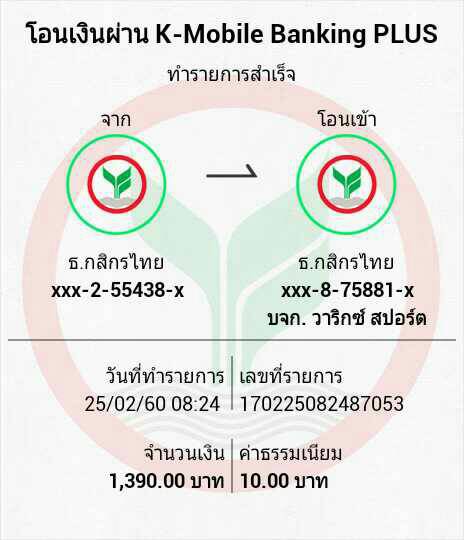 โอนเงินผ่าน K-Mobile Banking PLUS
ทำรายการสำเร็จ
จาก
โอนเข้า
ธ.กสิกรไทย
xxx-2-55438-x
ธ.กสิกรไทย
xxx-8-75881-x
บจก. วาริกซ์ สปอร์ต
วันที่ทำรายการ
25/02/60 08:24
เลขที่รายการ
170225082487053
จำนวนเงิน
1,390.00 บาท
ค่าธรรมเนียม
10.00 บาท